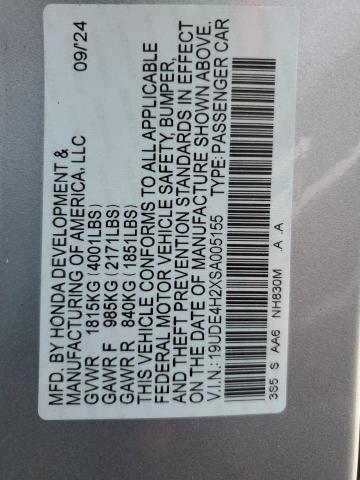 MFD. BY HONDA DEVELOPMENT & 09/'24
MANUFACTURING OF AMERICA, LLC
GVWR 1815KG (4001LBS)
GAWR F 985KG (2171LBS)
GAWR R 840KG (1851LBS)
THIS VEHICLE CONFORMS TO ALL APPLICABLE
FEDERAL MOTOR VEHICLE SAFETY, BUMPER,
AND THEFT PREVENTION STANDARDS IN EFFECT
ON THE DATE OF MANUFACTURE SHOWN ABOVE.
V.I.N.: 19UDE4H2XSA005155 TYPE: PASSENGER CAR
3S5 S AA6 NH830M .A .A